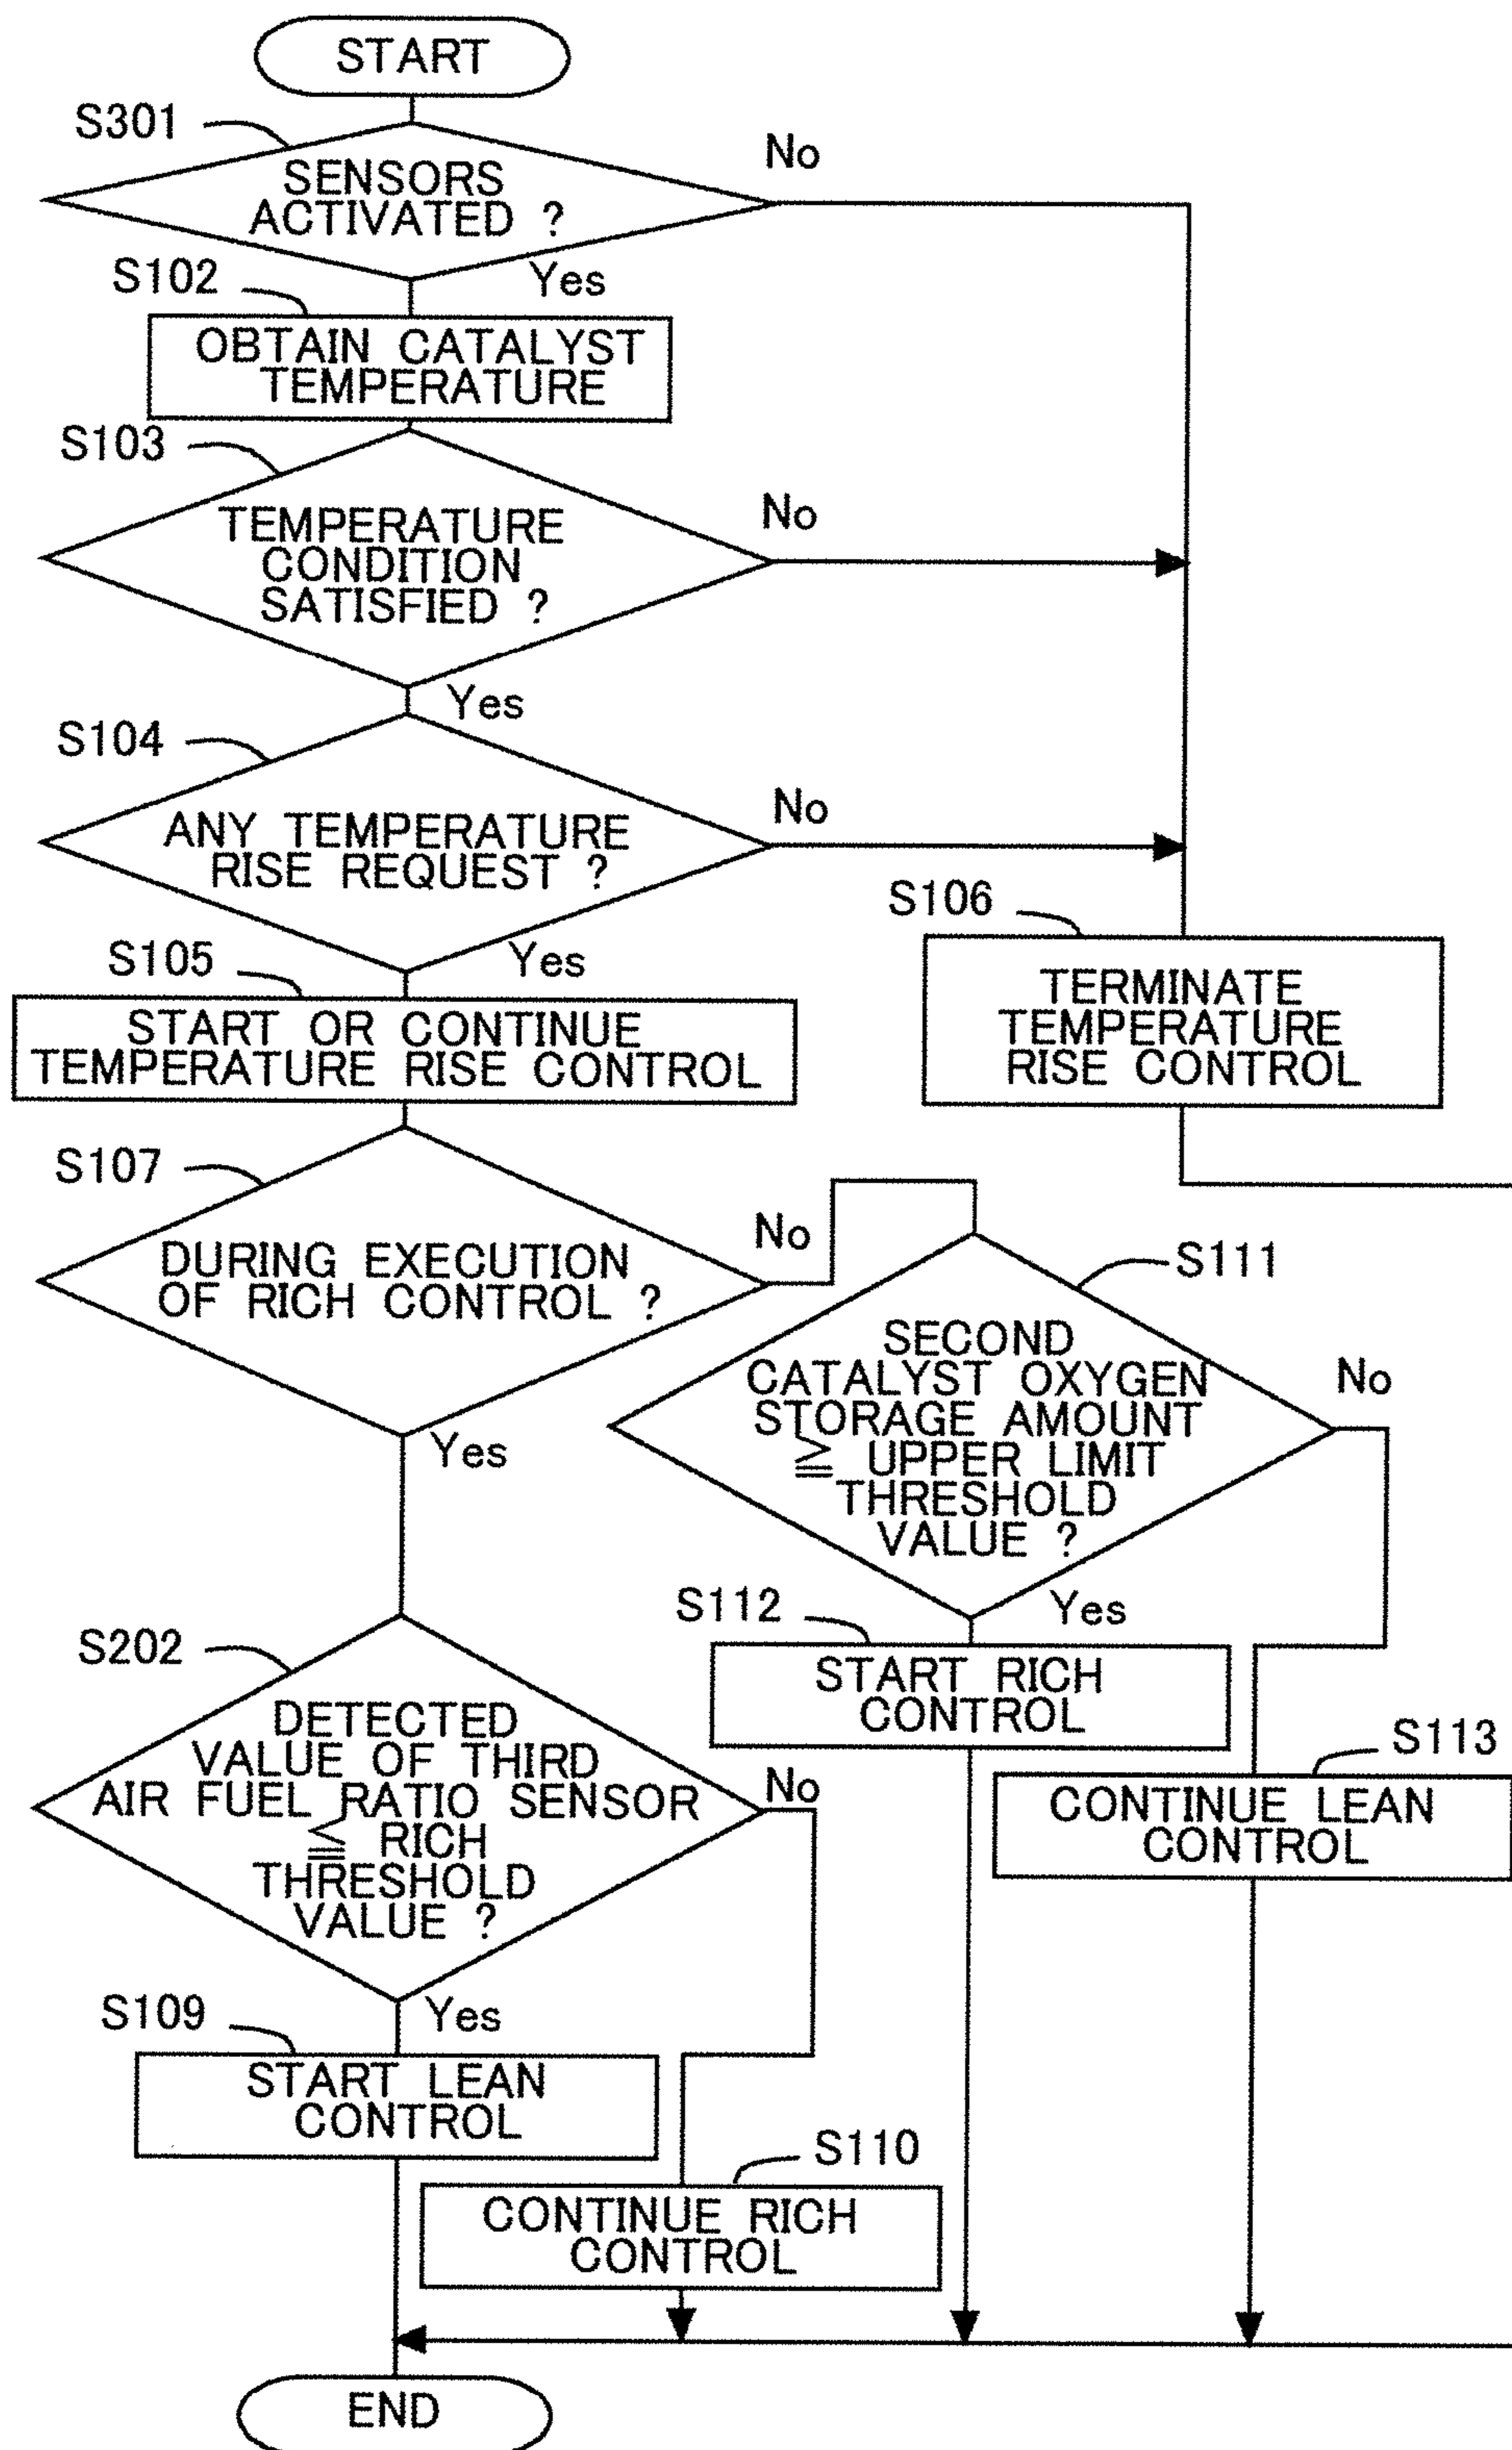 START
S301
No
SENSORS
ACTIVATED ?
S102
Yes
OBTAIN CATALYST
TEMPERATURE
S103
No
TEMPERATURE
CONDITION
SATISFIED ?
Yes
S104
No
ANY TEMPERATURE
RISE REQUEST ?
S106
S105
Yes
TERMINATE
TEMPERATURE
RISE CONTROL
START OR CONTINUE
TEMPERATURE RISE CONTROL
S107
No
DURING EXECUTION
OF RICH CONTROL ?
S111
SECOND
CATALYST OXYGEN
STORAGE AMOUNT
≧ UPPER LIMIT
THRESHOLD
VALUE ?
No
Yes
S112
Yes
START RICH
CONTROL
S202
DETECTED
VALUE OF THIRD
AIR FUEL RATIO SENSOR
≦ RICH
THRESHOLD
VALUE ?
No
S113
CONTINUE LEAN
CONTROL
S109
Yes
START LEAN
CONTROL
S110
CONTINUE RICH
CONTROL
END